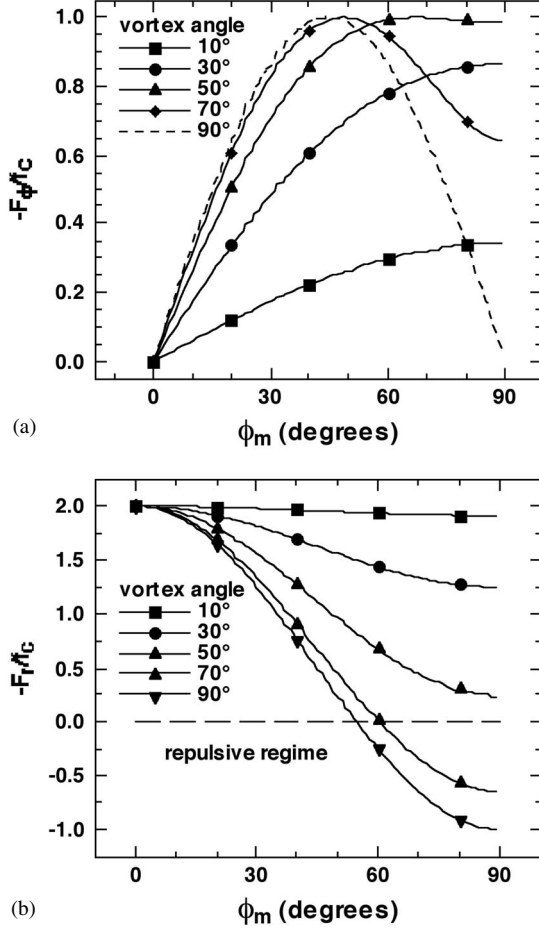 vortex angle
10°
30°
50°
70°
90°
1.0
0.8
0.6
0.4
0.2
0.0
-Fϕ/fC
0 30 60 90
ϕm (degrees)
(a)
2.0
1.5
1.0
0.5
0.0
-0.5
-1.0
-Fr/fC
vortex angle
10°
30°
50°
70°
90°
repulsive regime
0 30 60 90
ϕm (degrees)
(b)